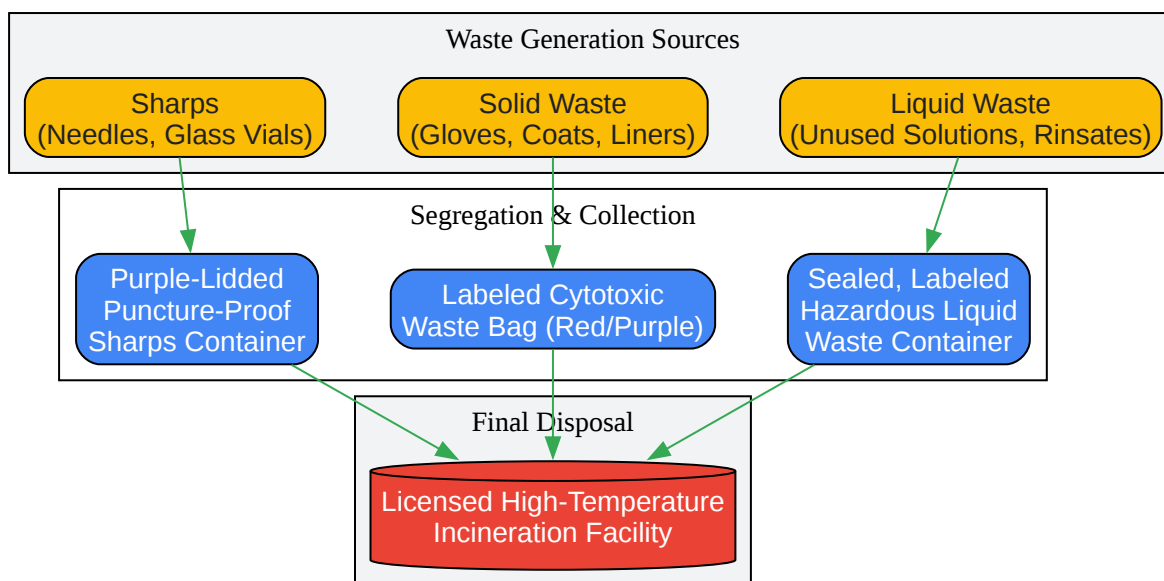 Waste Generation Sources
Sharps
(Needles, Glass Vials)
Solid Waste
(Gloves, Coats, Liners)
Liquid Waste
(Unused Solutions, Rinsates)
Segregation & Collection
Purple-Lidded
Puncture-Proof
Sharps Container
Labeled Cytotoxic
Waste Bag (Red/Purple)
Sealed, Labeled
Hazardous Liquid
Waste Container
Final Disposal
Licensed High-Temperature
Incineration Facility